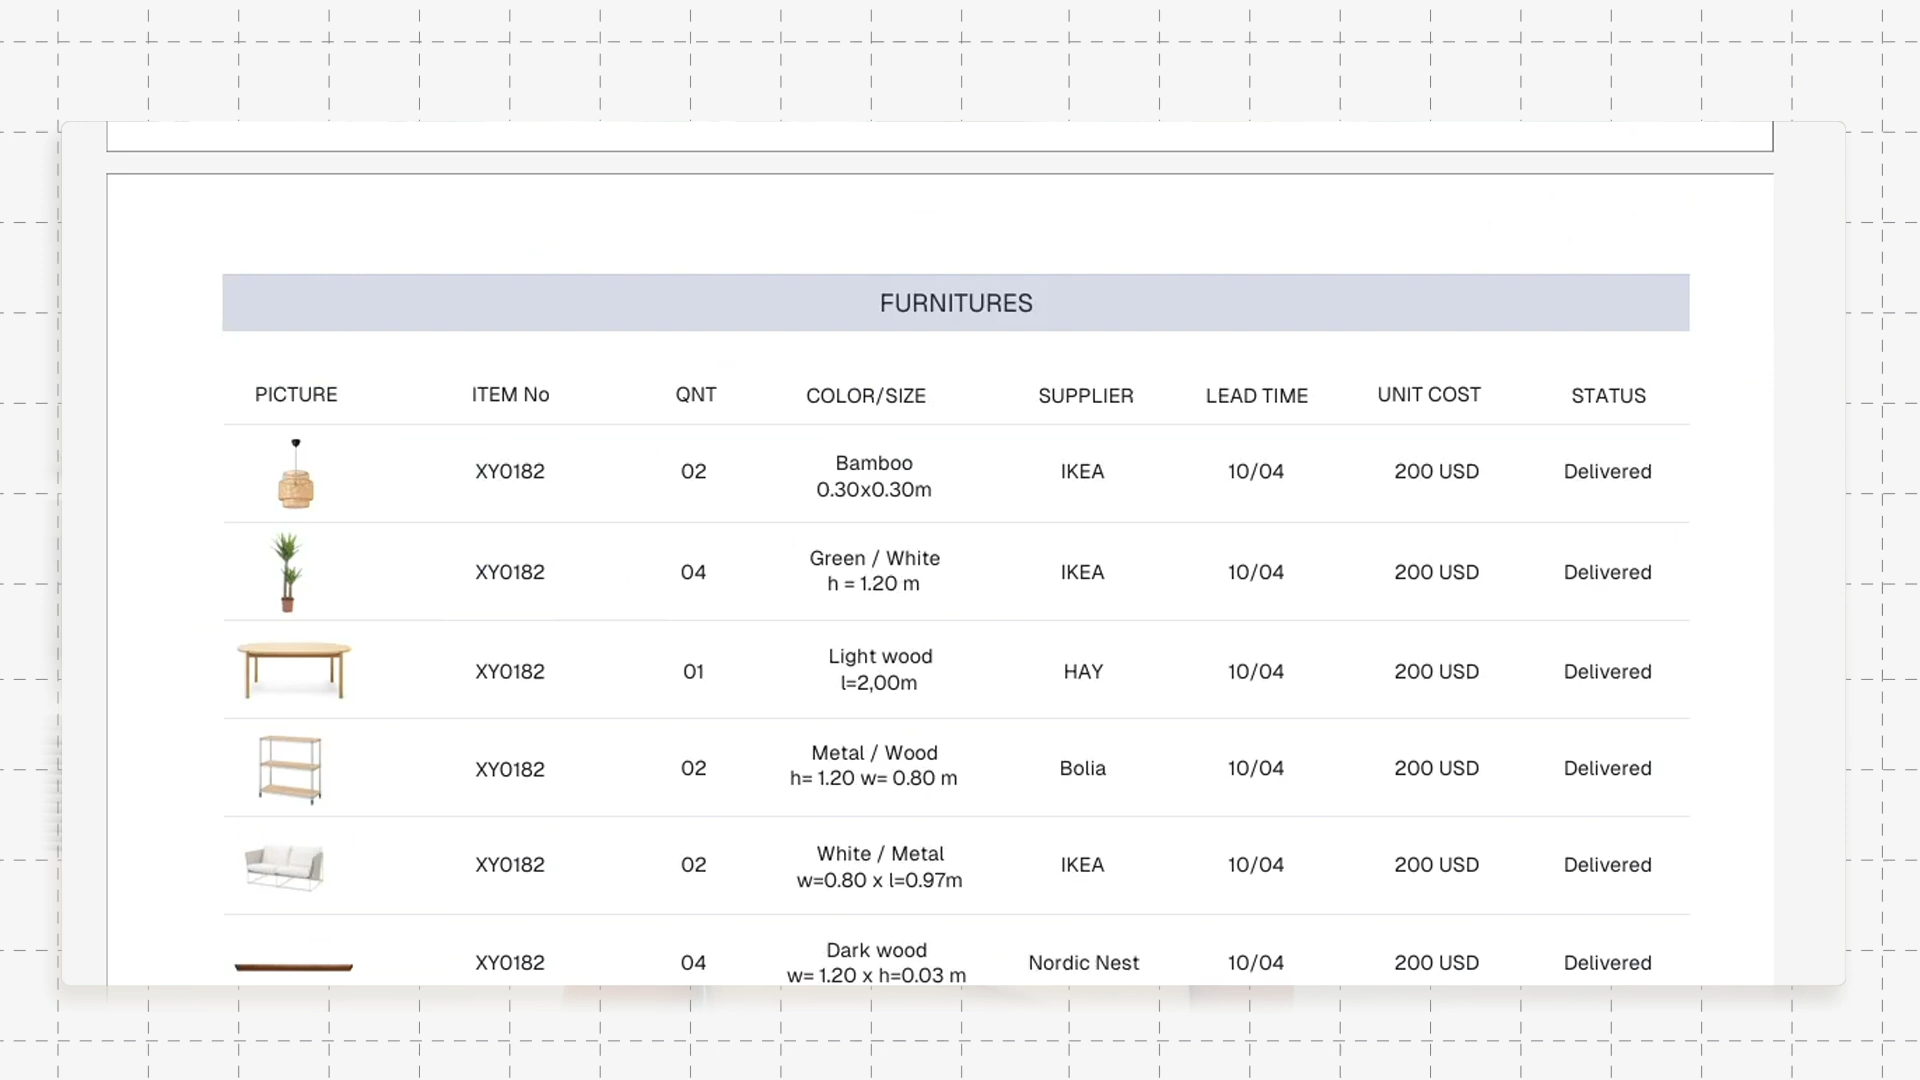 FURNITURES
PICTURE ITEM No QNT COLOR/SIZE SUPPLIER LEAD TIME UNIT COST STATUS
XY0182 02 Bamboo 0.30x0.30m IKEA 10/04 200 USD Delivered
XY0182 04 Green / White h = 1.20 m IKEA 10/04 200 USD Delivered
XY0182 01 Light wood l=2,00m HAY 10/04 200 USD Delivered
XY0182 02 Metal / Wood h= 1.20 w= 0.80 m Bolia 10/04 200 USD Delivered
XY0182 02 White / Metal w=0.80 x l=0.97m IKEA 10/04 200 USD Delivered
XY0182 04 Dark wood w= 1.20 x h=0.03 m Nordic Nest 10/04 200 USD Delivered